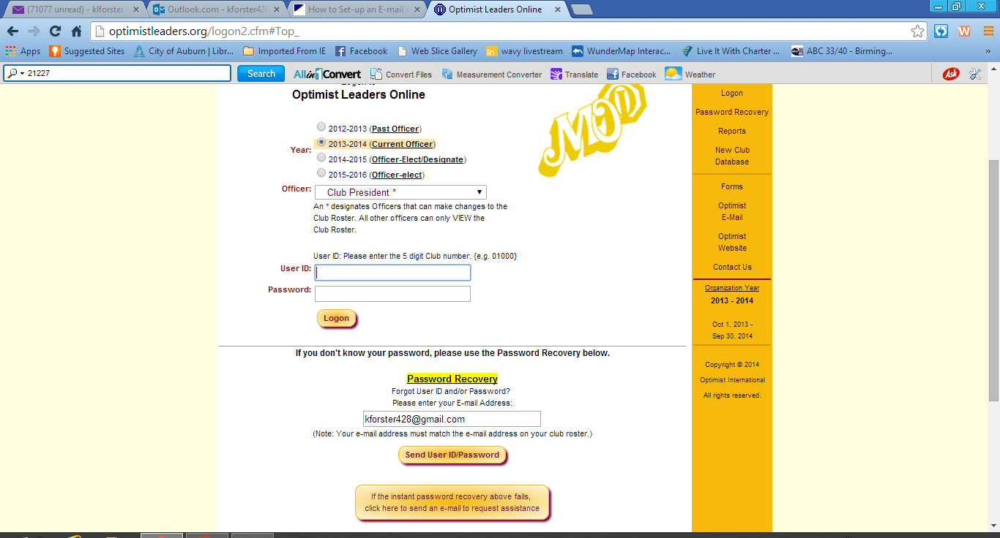 (71077 unread) - klforster
Outlook.com - kforster428
How to Set-up an E-mail A
Optimist Leaders Online
optimistleaders.org/logon2.cfm#Top_
Apps
Suggested Sites
City of Auburn | Libr...
Imported From IE
Facebook
Web Slice Gallery
wavy livestream
WunderMap Interac...
Live It With Charter ...
ABC 33/40 - Birming...
»
21227
Search
Allin1Convert
Convert Files
Measurement Converter
Translate
Facebook
Weather
Ask
Optimist Leaders Online
MOD
Year:
2012-2013 (Past Officer)
2013-2014 (Current Officer)
2014-2015 (Officer-Elect/Designate)
2015-2016 (Officer-elect)
Officer: Club President *
An * designates Officers that can make changes to the
Club Roster. All other officers can only VIEW the
Club Roster.
User ID: Please enter the 5 digit Club number. {e.g. 01000}
User ID:
Password:
Logon
If you don't know your password, please use the Password Recovery below.
Password Recovery
Forgot User ID and/or Password?
Please enter your E-mail Address:
kforster428@gmail.com
(Note: Your e-mail address must match the e-mail address on your club roster.)
Send User ID/Password
If the instant password recovery above fails,
click here to send an e-mail to request assistance
Logon
Password Recovery
Reports
New Club
Database
Forms
Optimist
E-Mail
Optimist
Website
Contact Us
Organization Year
2013 - 2014
Oct 1, 2013 -
Sep 30, 2014
Copyright © 2014
Optimist International
All rights reserved.